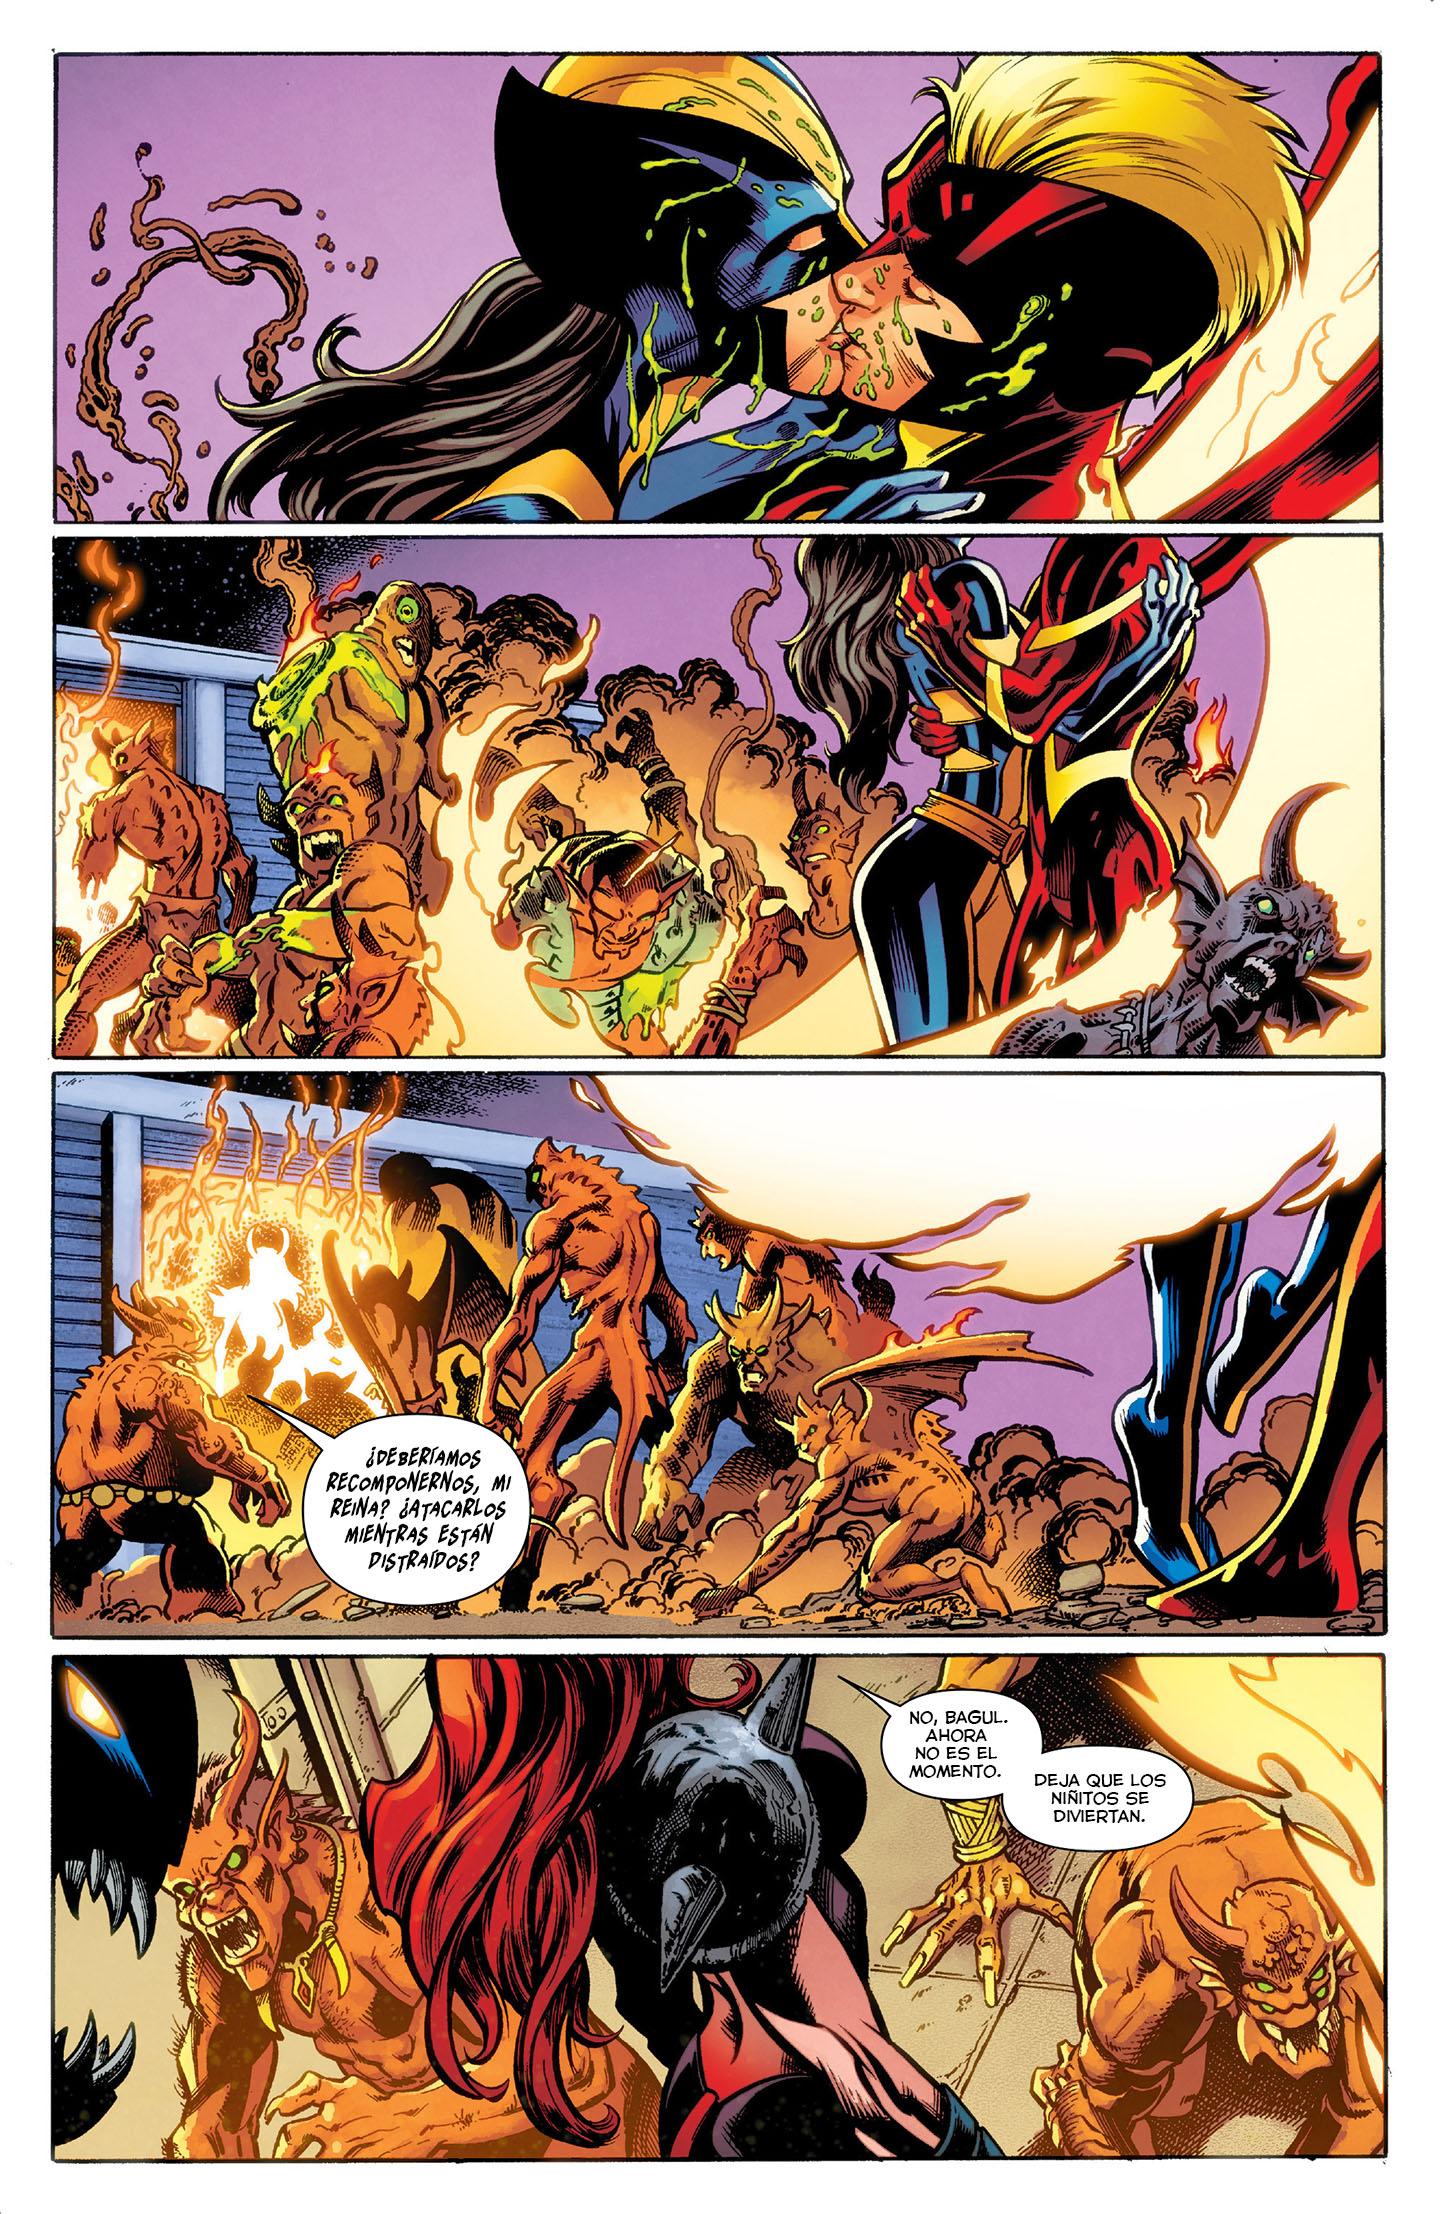 ¿DEBERÍAMOS
RECOMPONERNOS, MI
REINA? ¿ATACARLOS
MIENTRAS ESTÁN
DISTRAÍDOS?
NO, BAGUL.
AHORA
NO ES EL
MOMENTO.
DEJA QUE LOS
NIÑITOS SE
DIVIERTAN.